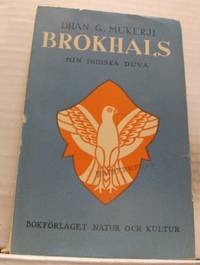 DHAN G. MUKERJI
BROKHALS
MIN INDISKA DUVA
BOKFÖRLAGET NATUR OCH KULTUR